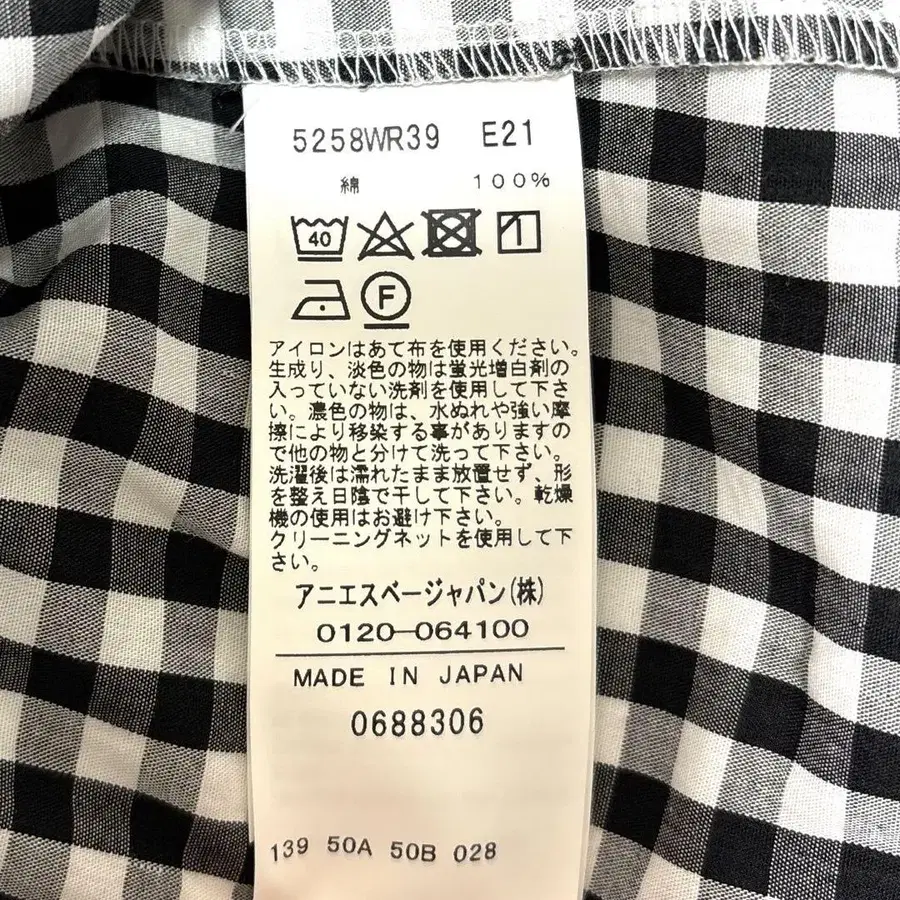 5258WR39 E21
綿 100%
40
F
アイロンはあて布を使用ください。
生成り、淡色の物は蛍光増白剤の
入っていない洗剤を使用して下さ
い。濃色の物は、水ぬれや強い摩
擦により移染する事がありますの
で他の物と分けて洗って下さい。
洗濯後は濡れたまま放置せず、形
を整え日陰で干して下さい。乾燥
機の使用はお避け下さい。
クリーニングネットを使用して下
さい。
アニエスベージャパン(株)
0120-064100
MADE IN JAPAN
0688306
139 50A 50B 028